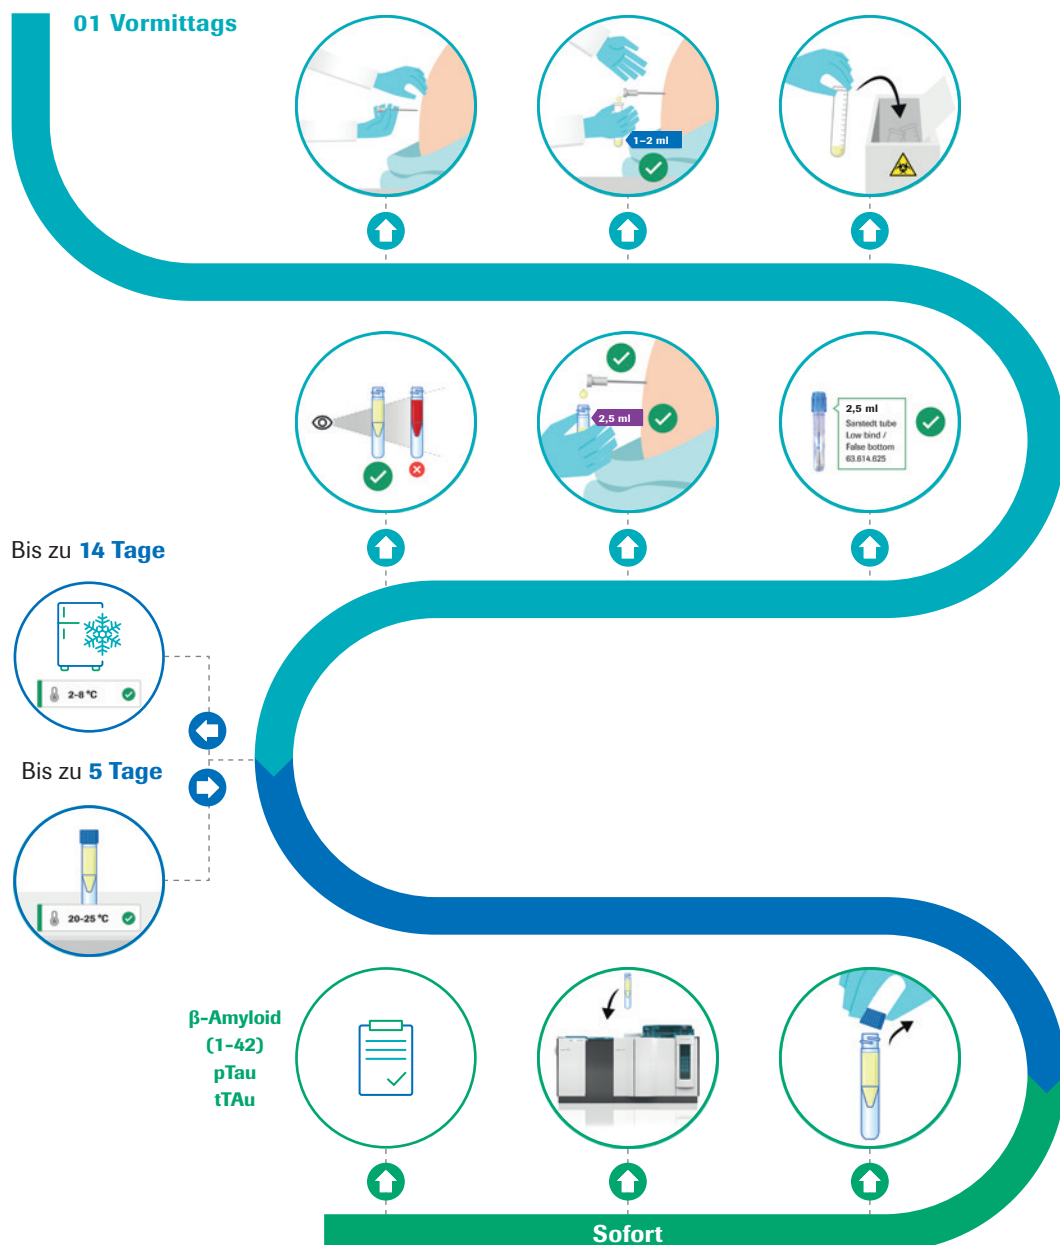 01 Vormittags
1–2 ml
2,5 ml
2,5 ml
Sarstedt tube
Low bind /
False bottom
63.614.625
Bis zu 14 Tage
2-8 °C
Bis zu 5 Tage
20-25 °C
β-Amyloid
(1-42)
pTau
tTAu
Sofort